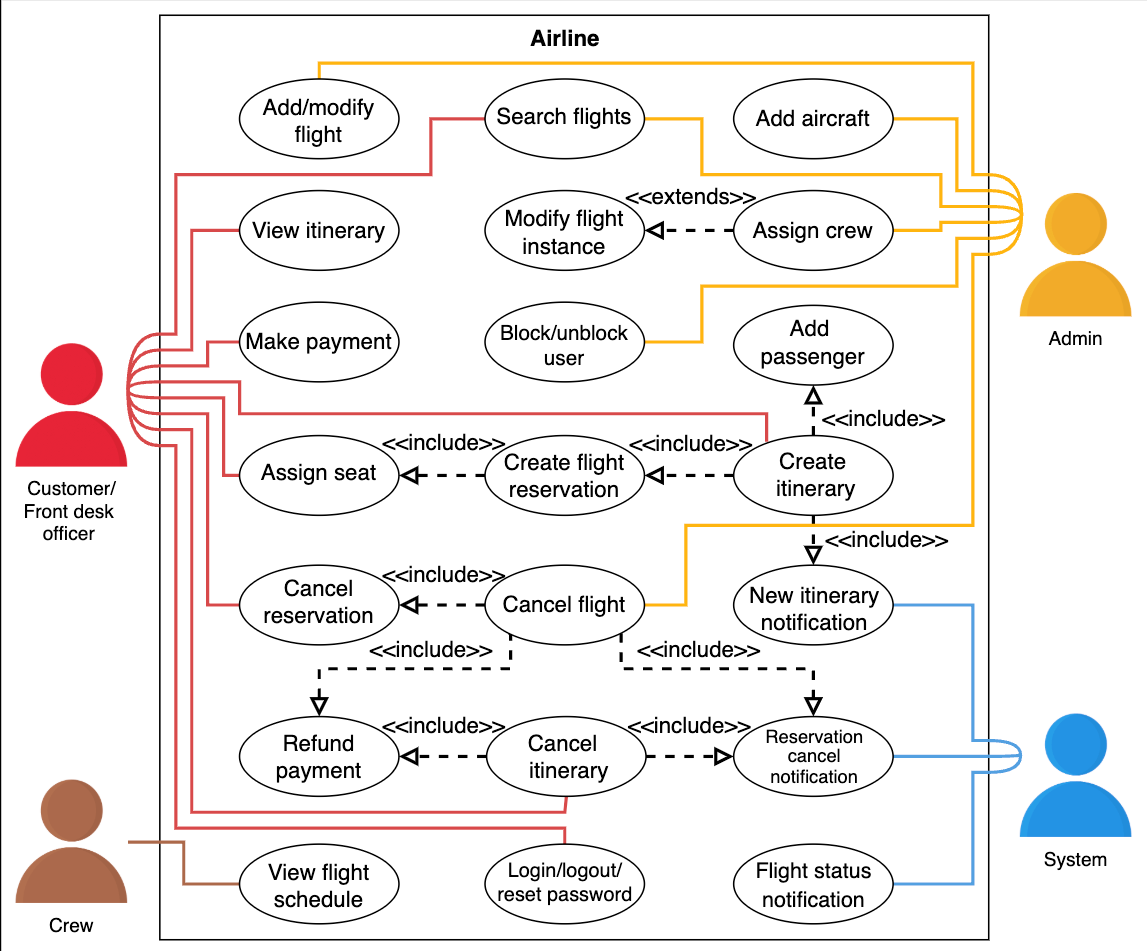 Airline
Add/modify
flight
Search flights
Add aircraft
<<extends>>
View itinerary
Modify flight
instance
Assign crew
Admin
Make payment
Block/unblock
user
Add
passenger
<<include>>
<<include>>
<<include>>
Assign seat
Create flight
reservation
Create
itinerary
Customer/
Front desk
officer
<<include>>
<<include>>
Cancel
reservation
Cancel flight
New itinerary
notification
<<include>>
<<include>>
<<include>>
<<include>>
Refund
payment
Cancel
itinerary
Reservation
cancel
notification
System
View flight
schedule
Login/logout/
reset password
Flight status
notification
Crew